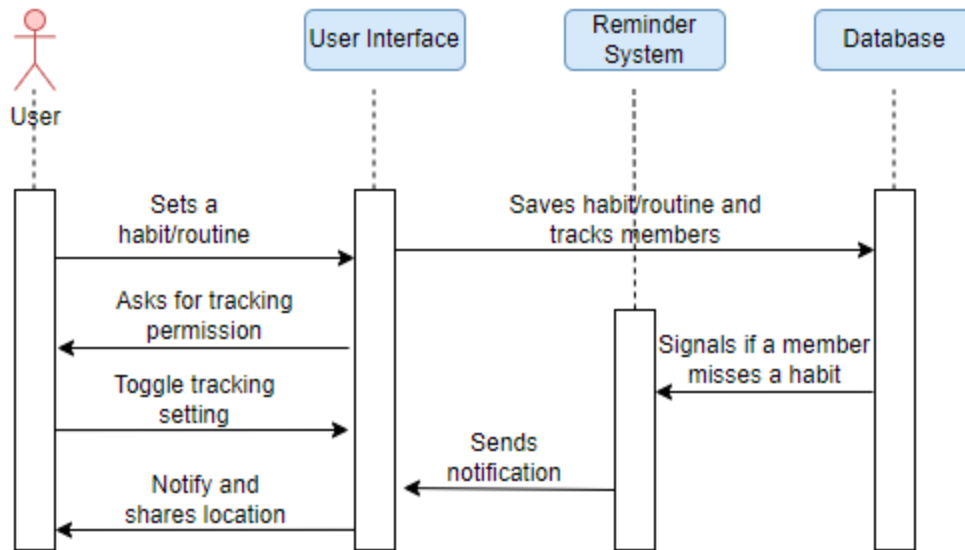 User Interface
Reminder
System
Database
User
Sets a
habit/routine
Saves habit/routine and
tracks members
Asks for tracking
permission
Signals if a member
misses a habit
Toggle tracking
setting
Sends
notification
Notify and
shares location